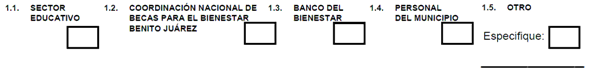 1.1. SECTOR EDUCATIVO
1.2. COORDINACIÓN NACIONAL DE BECAS PARA EL BIENESTAR BENITO JUÁREZ
1.3. BANCO DEL BIENESTAR
1.4. PERSONAL DEL MUNICIPIO
1.5. OTRO
Especifique: